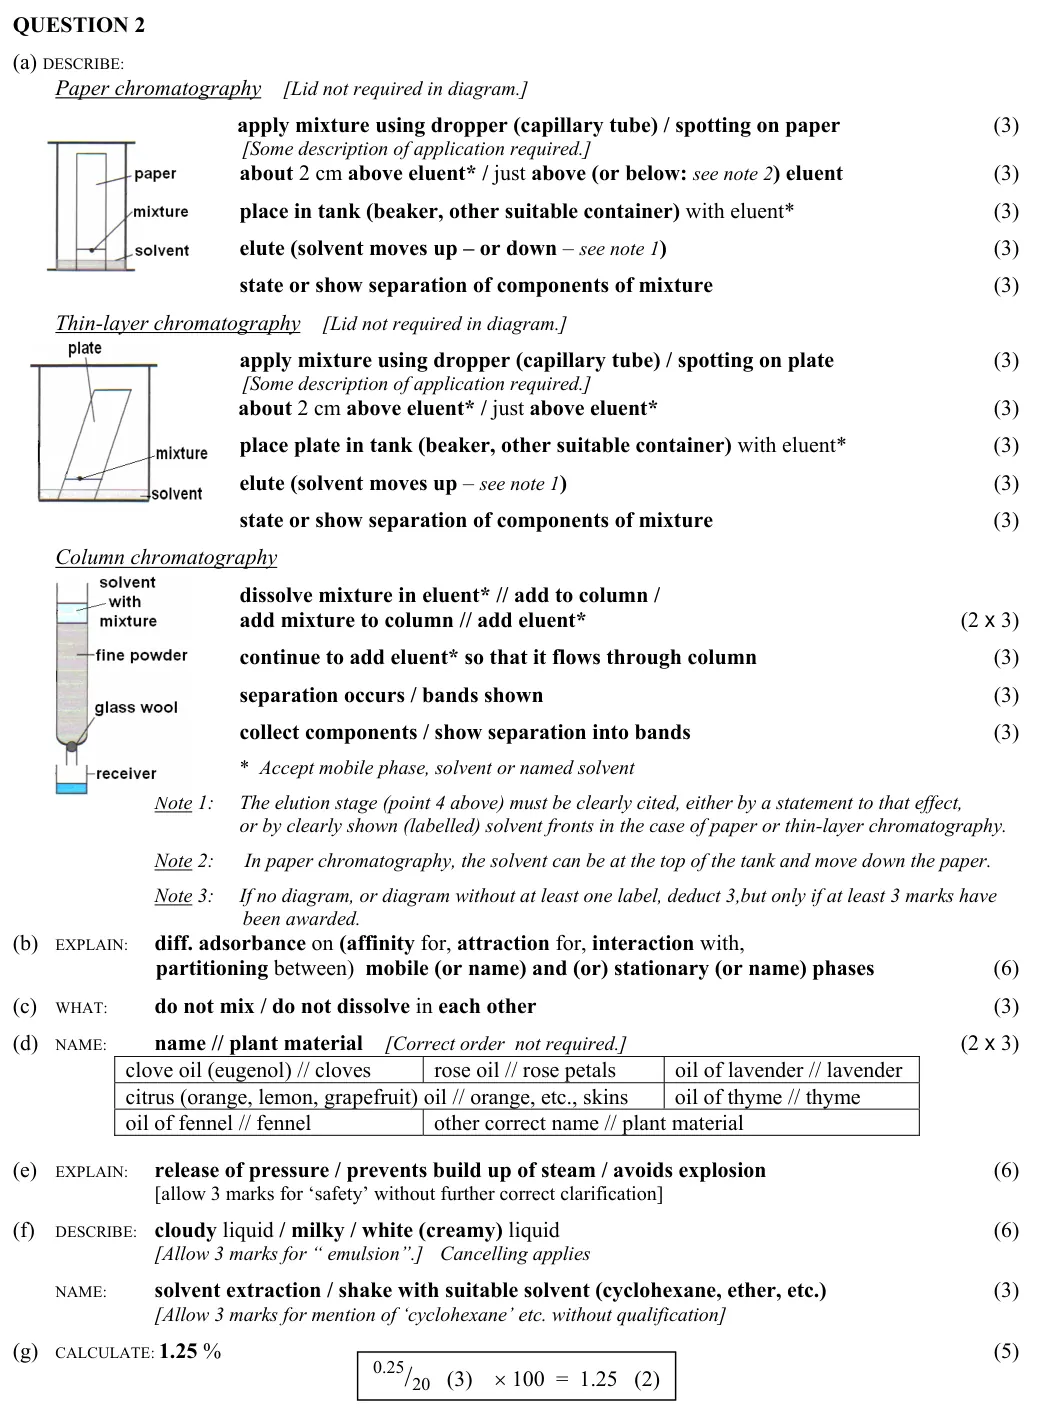 QUESTION 2
(a) DESCRIBE:
Paper chromatography [Lid not required in diagram.]
apply mixture using dropper (capillary tube) / spotting on paper (3)
[Some description of application required.]
about 2 cm above eluent* / just above (or below: see note 2) eluent (3)
place in tank (beaker, other suitable container) with eluent* (3)
elute (solvent moves up – or down – see note 1) (3)
state or show separation of components of mixture (3)
paper
mixture
solvent
Thin-layer chromatography [Lid not required in diagram.]
plate
apply mixture using dropper (capillary tube) / spotting on plate (3)
[Some description of application required.]
about 2 cm above eluent* / just above eluent* (3)
place plate in tank (beaker, other suitable container) with eluent* (3)
elute (solvent moves up – see note 1) (3)
state or show separation of components of mixture (3)
mixture
solvent
Column chromatography
solvent
with
mixture
fine powder
glass wool
receiver
dissolve mixture in eluent* // add to column /
add mixture to column // add eluent* (2 x 3)
continue to add eluent* so that it flows through column (3)
separation occurs / bands shown (3)
collect components / show separation into bands (3)
* Accept mobile phase, solvent or named solvent
Note 1: The elution stage (point 4 above) must be clearly cited, either by a statement to that effect,
or by clearly shown (labelled) solvent fronts in the case of paper or thin-layer chromatography.
Note 2: In paper chromatography, the solvent can be at the top of the tank and move down the paper.
Note 3: If no diagram, or diagram without at least one label, deduct 3,but only if at least 3 marks have
been awarded.
(b) EXPLAIN: diff. adsorbance on (affinity for, attraction for, interaction with,
partitioning between) mobile (or name) and (or) stationary (or name) phases (6)
(c) WHAT: do not mix / do not dissolve in each other (3)
(d) NAME: name // plant material [Correct order not required.] (2 x 3)
clove oil (eugenol) // cloves rose oil // rose petals oil of lavender // lavender
citrus (orange, lemon, grapefruit) oil // orange, etc., skins oil of thyme // thyme
oil of fennel // fennel other correct name // plant material
(e) EXPLAIN: release of pressure / prevents build up of steam / avoids explosion (6)
[allow 3 marks for ‘safety’ without further correct clarification]
(f) DESCRIBE: cloudy liquid / milky / white (creamy) liquid (6)
[Allow 3 marks for “ emulsion”.] Cancelling applies
NAME: solvent extraction / shake with suitable solvent (cyclohexane, ether, etc.) (3)
[Allow 3 marks for mention of ‘cyclohexane’ etc. without qualification]
(g) CALCULATE: 1.25 % (5)
0.25/20 (3) × 100 = 1.25 (2)